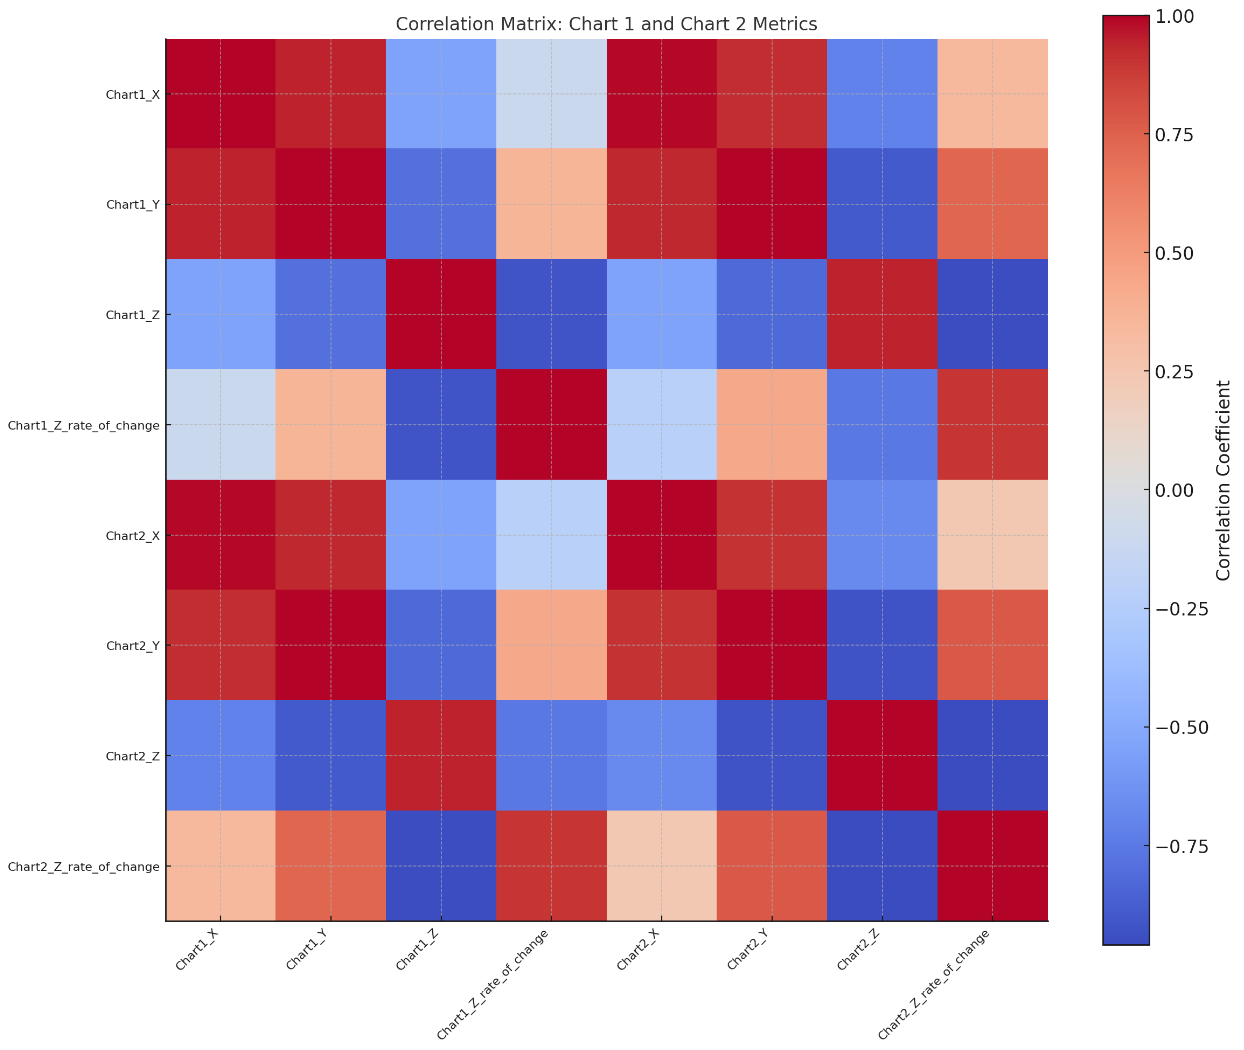 Correlation Matrix: Chart 1 and Chart 2 Metrics
Chart1_X
Chart1_Y
Chart1_Z
Chart1_Z_rate_of_change
Chart2_X
Chart2_Y
Chart2_Z
Chart2_Z_rate_of_change
Chart1_X
Chart1_Y
Chart1_Z
Chart1_Z_rate_of_change
Chart2_X
Chart2_Y
Chart2_Z
Chart2_Z_rate_of_change
1.00
0.75
0.50
0.25
0.00
−0.25
−0.50
−0.75
Correlation Coefficient